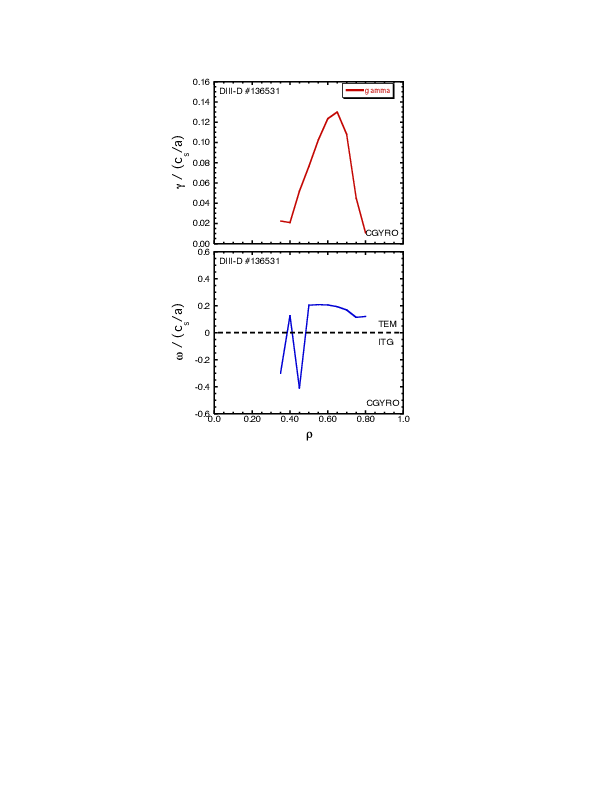 0.16
DIII-D #136531
gamma
0.14
0.12
0.10
0.08
0.06
0.04
0.02
0.00
γ / (c_s/a)
CGYRO
0.6
DIII-D #136531
0.4
0.2
0
-0.2
-0.4
-0.6
ω / (c_s/a)
TEM
ITG
CGYRO
0.0 0.20 0.40 0.60 0.80 1.0
ρ